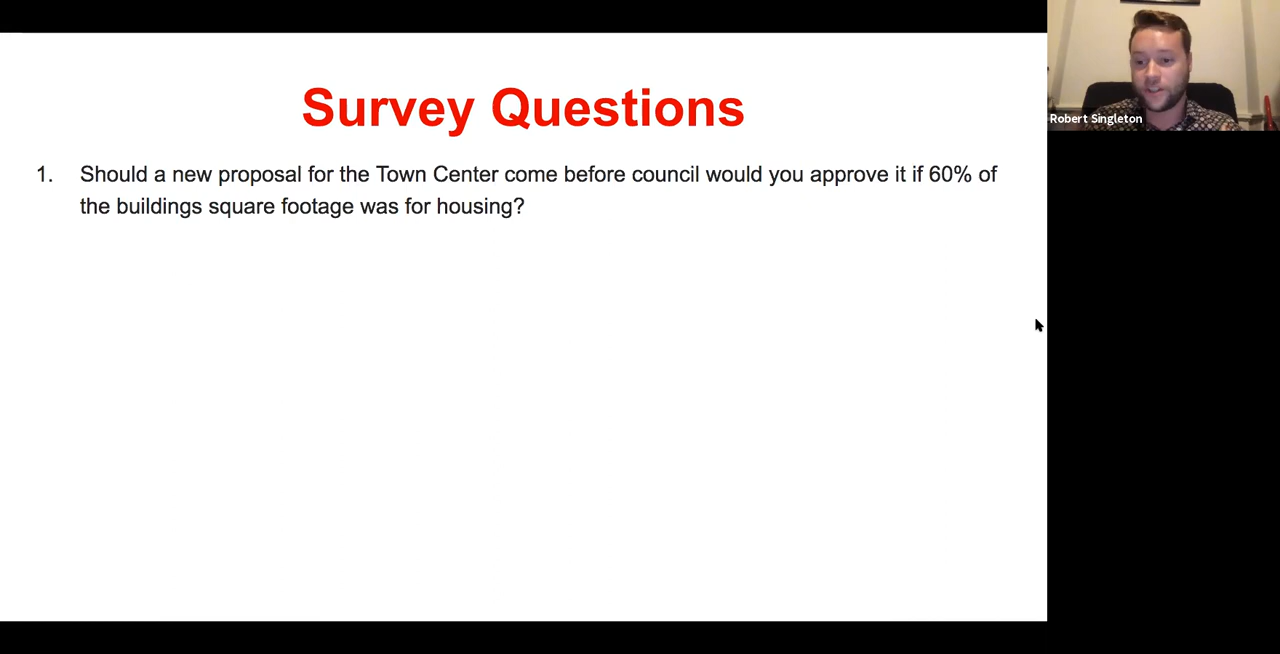 Survey Questions
1. Should a new proposal for the Town Center come before council would you approve it if 60% of
the buildings square footage was for housing?
Robert Singleton